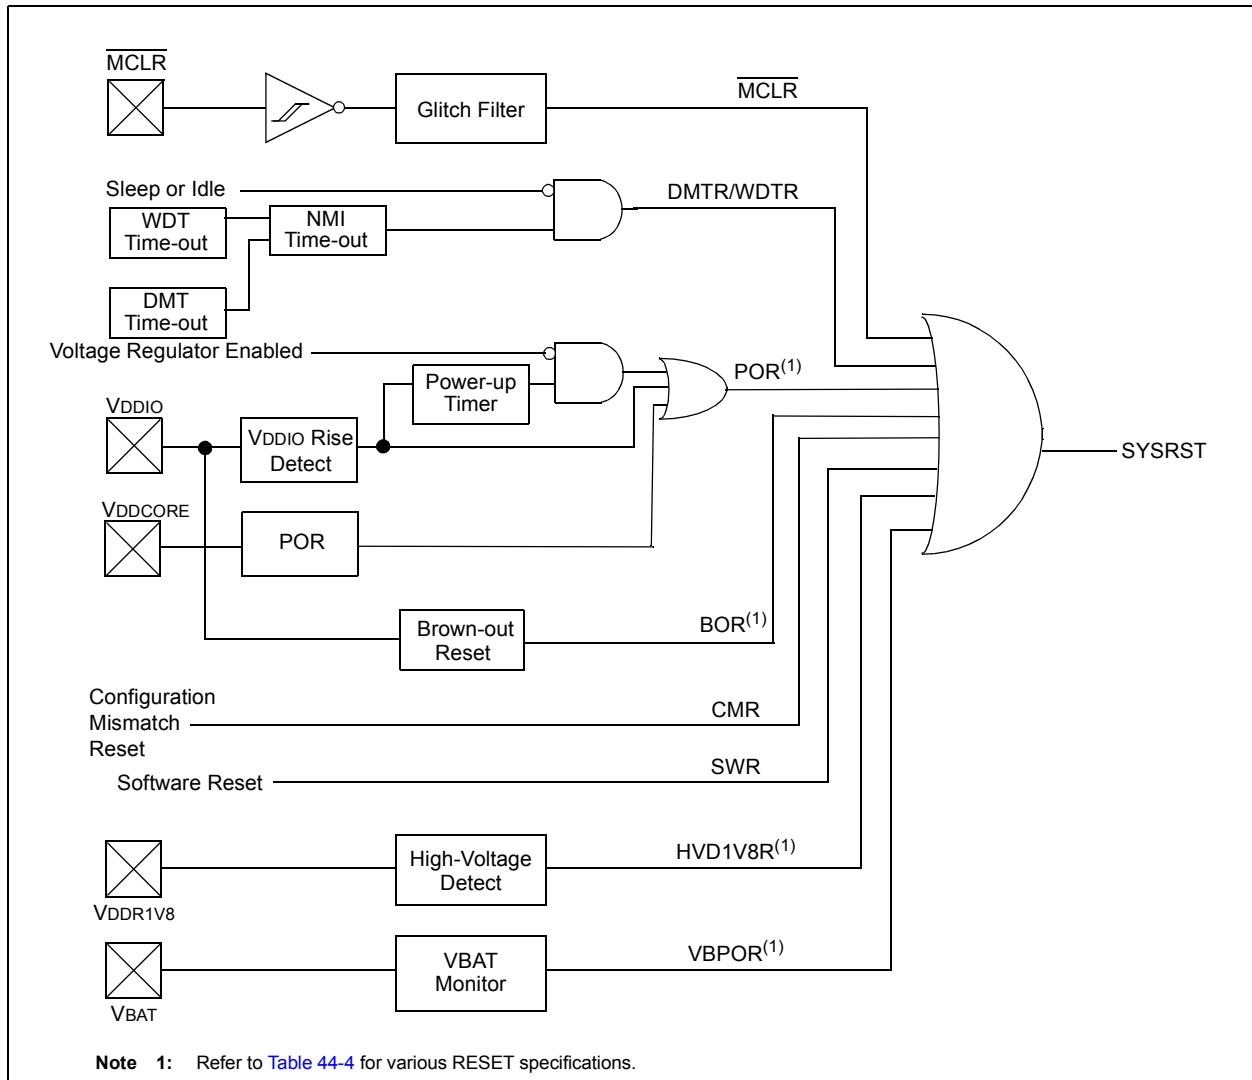 MCLR
Glitch Filter
MCLR
Sleep or Idle
DMTR/WDTR
WDT
Time-out
NMI
Time-out
DMT
Time-out
Voltage Regulator Enabled
Power-up
Timer
POR(1)
VDDIO
VDDIO Rise
Detect
SYSRST
VDDCORE
POR
Brown-out
Reset
BOR(1)
Configuration
Mismatch
Reset
CMR
Software Reset
SWR
High-Voltage
Detect
HVD1V8R(1)
VDDR1V8
VBAT
Monitor
VBPOR(1)
VBAT
Note 1: Refer to Table 44-4 for various RESET specifications.